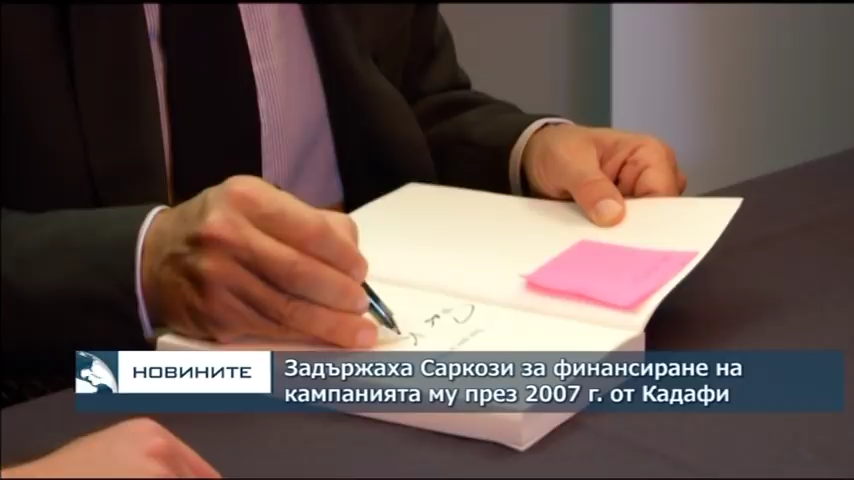 НОВИНИТЕ
Задържаха Саркози за финансиране на
кампанията му през 2007 г. от Кадафи